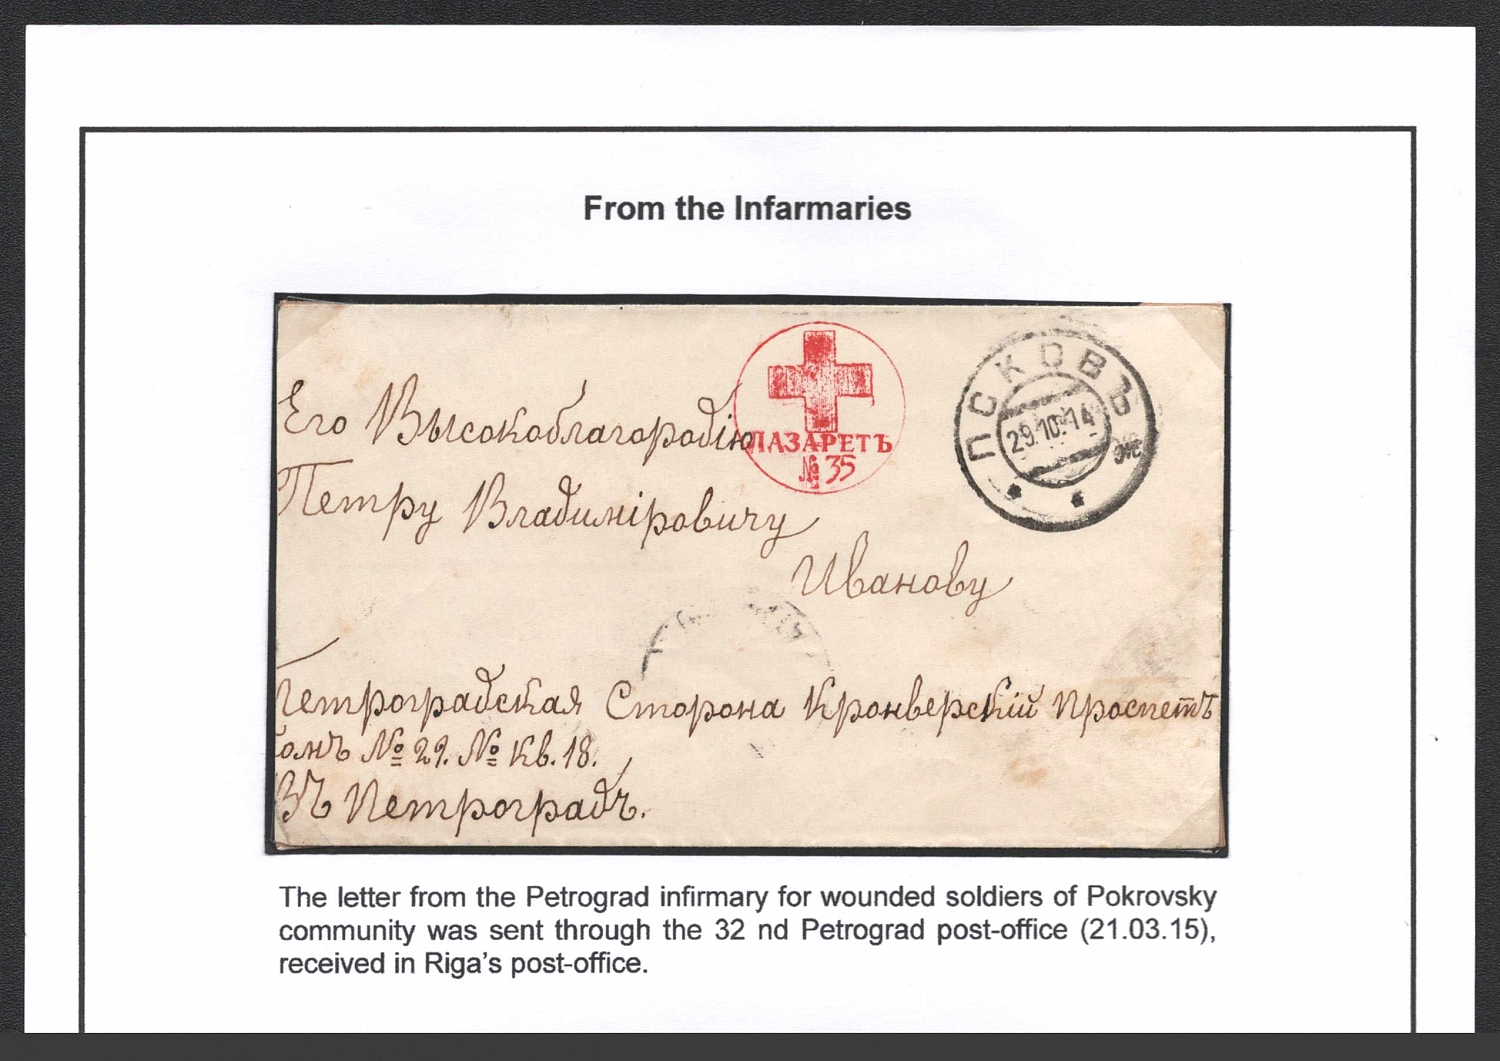 From the Infarmaries
ЛАЗАРЕТЪ
№ 35
ПСКОВЪ
29.10.14
Ж
Его Высокоблагородію
Петру Владиміровичу
Иванову
Петроградская Сторона Кронверскій Проспетъ
домъ № 29. № кв. 18.
въ Петроградъ.
The letter from the Petrograd infirmary for wounded soldiers of Pokrovsky
community was sent through the 32 nd Petrograd post-office (21.03.15),
received in Riga’s post-office.